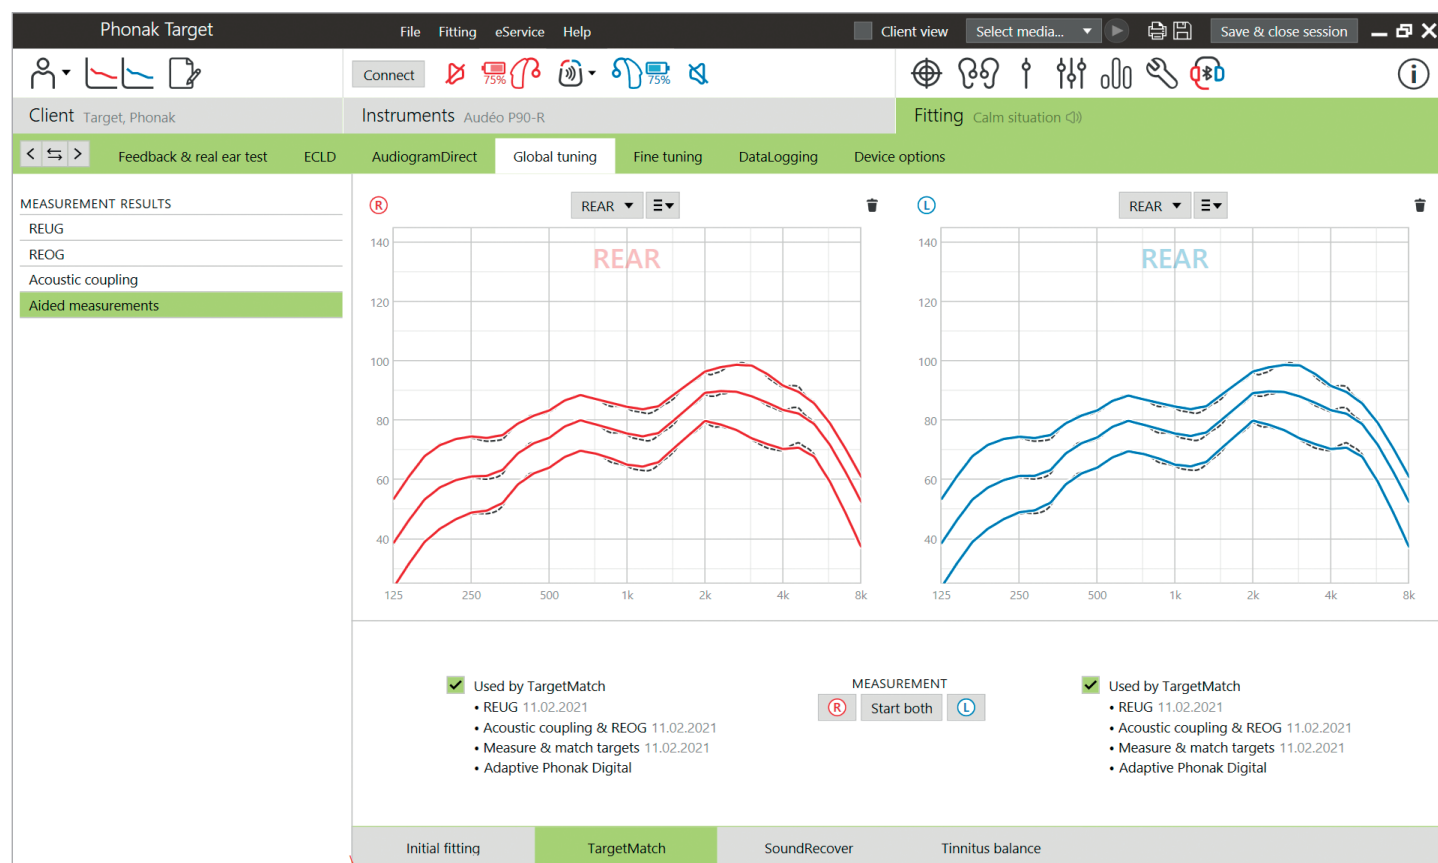 Phonak Target File Fitting eService Help Client view Select media... Save & close session
Connect 75% 75%
Client Target, Phonak Instruments Audéo P90-R Fitting Calm situation
Feedback & real ear test ECLD AudiogramDirect Global tuning Fine tuning DataLogging Device options
MEASUREMENT RESULTS
REUG
REOG
Acoustic coupling
Aided measurements
R REAR
REAR
140
120
100
80
60
40
125 250 500 1k 2k 4k 8k
L REAR
REAR
140
120
100
80
60
40
125 250 500 1k 2k 4k 8k
Used by TargetMatch
• REUG 11.02.2021
• Acoustic coupling & REOG 11.02.2021
• Measure & match targets 11.02.2021
• Adaptive Phonak Digital
MEASUREMENT
R Start both L
Used by TargetMatch
• REUG 11.02.2021
• Acoustic coupling & REOG 11.02.2021
• Measure & match targets 11.02.2021
• Adaptive Phonak Digital
Initial fitting TargetMatch SoundRecover Tinnitus balance